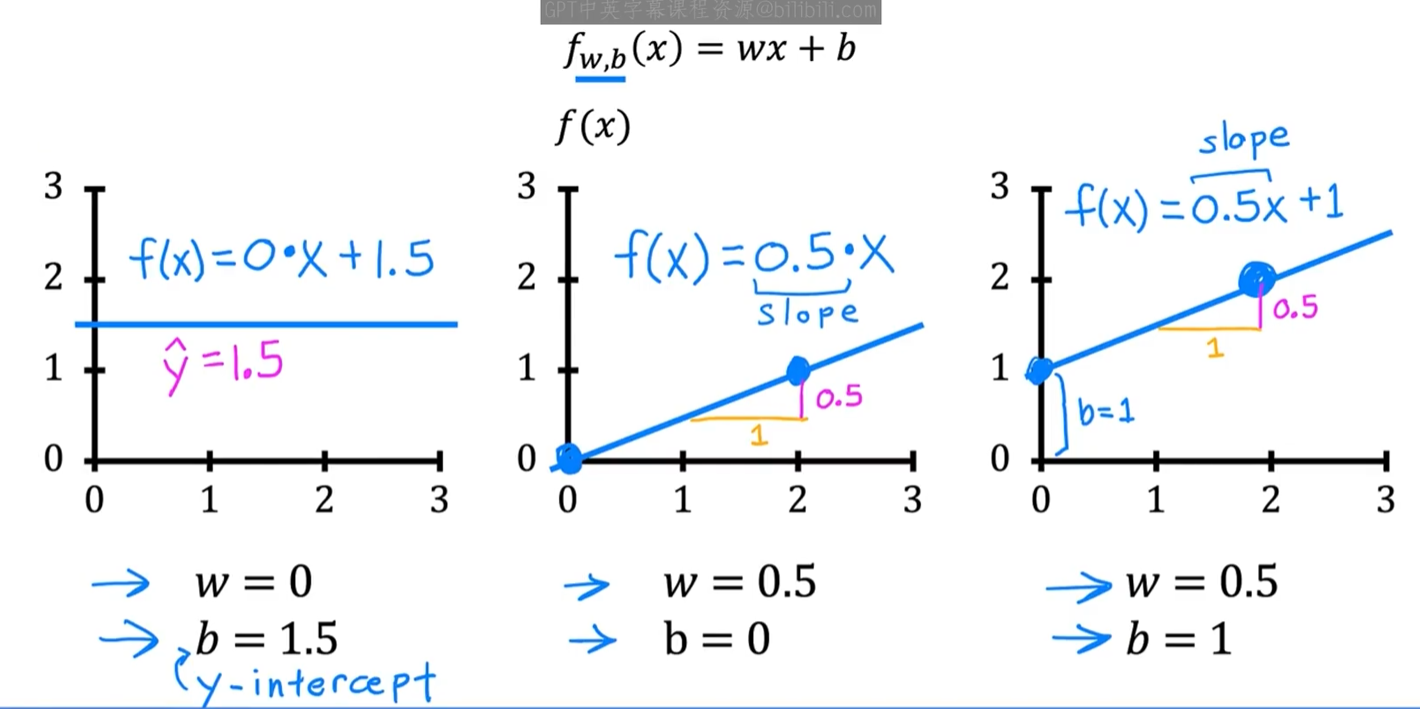 GPT中英字幕课程资源@bilibili.com
f_{w,b}(x) = wx + b
f(x)
3
f(x)=0•x+1.5
2
1
ŷ=1.5
0
0 1 2 3
→ w = 0
→ b = 1.5
y-intercept
3
f(x)=0.5•x
slope
2
1
0.5
1
0
0 1 2 3
→ w = 0.5
→ b = 0
slope
3
f(x)=0.5x+1
2
0.5
1
1
b=1
0
0 1 2 3
→ w = 0.5
→ b = 1